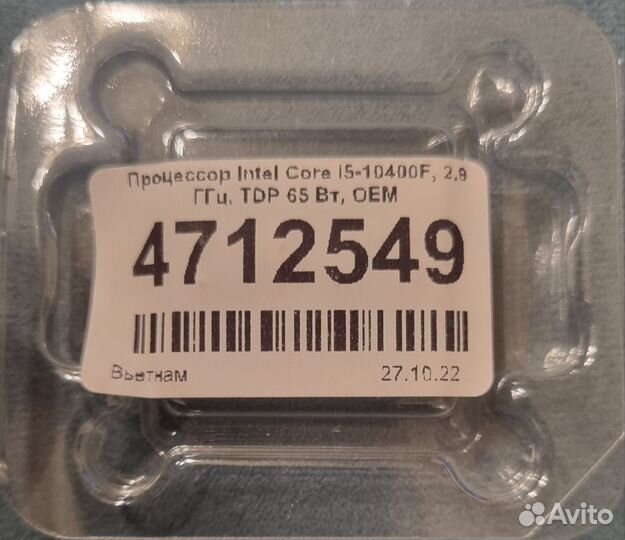 Процессор Intel Core i5-10400F, 2,9
ГГц, TDP 65 Вт, OEM
4712549
Вьетнам
27.10.22
Avito